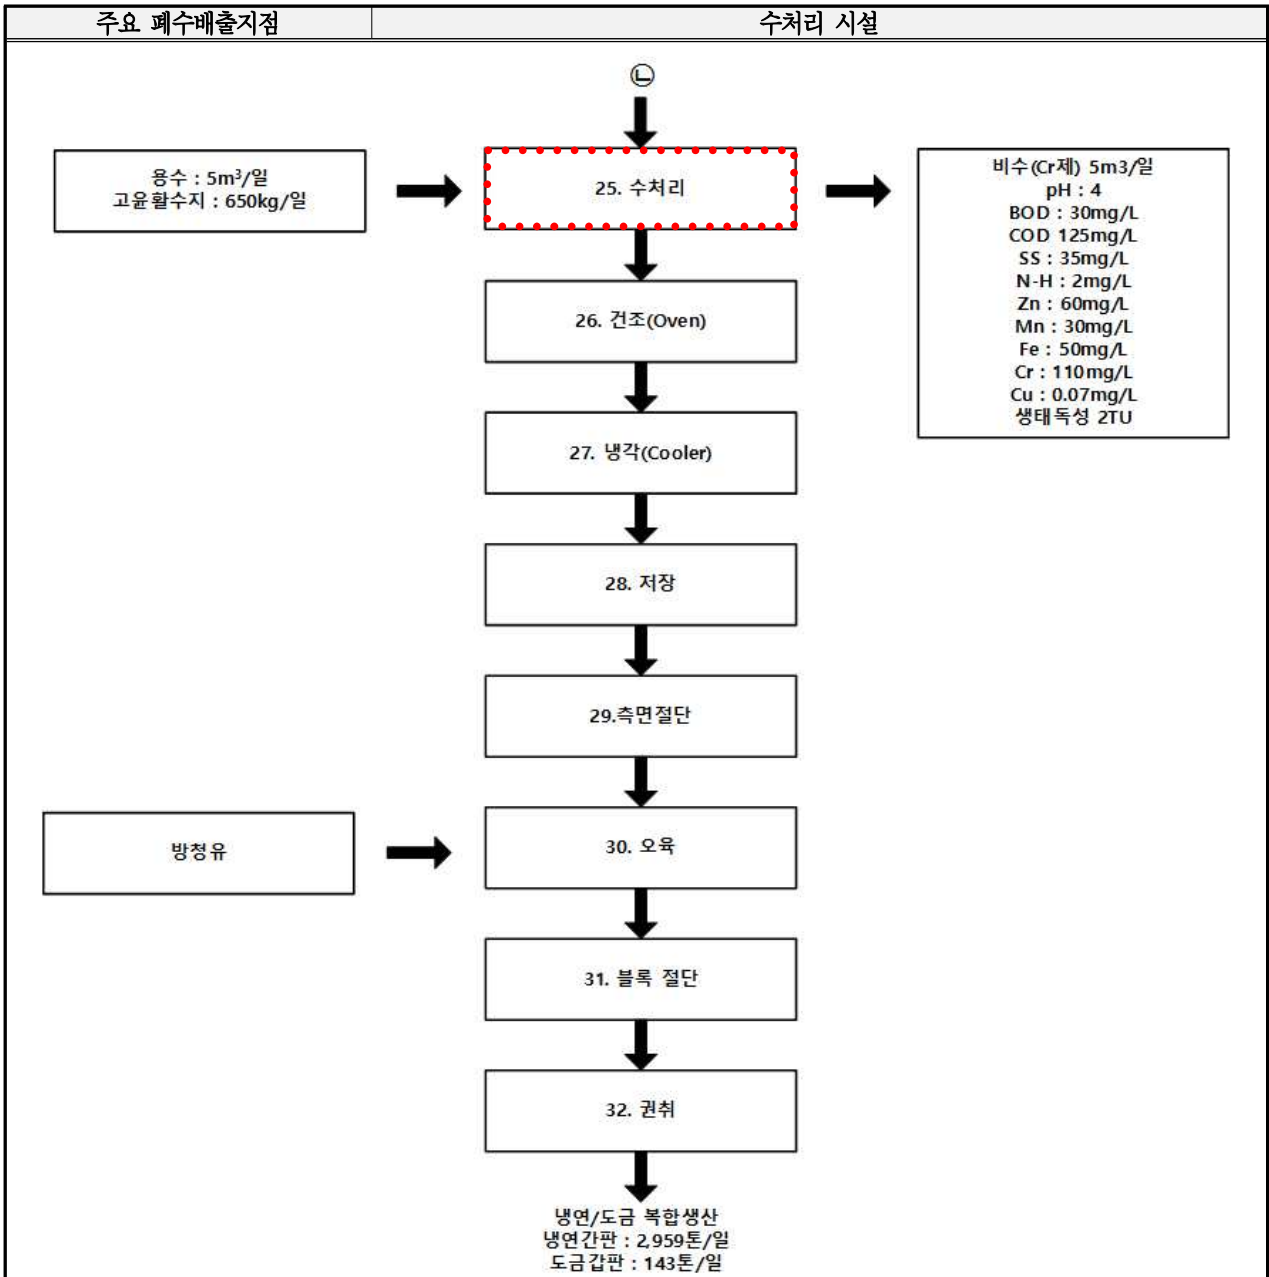 주요 폐수배출지점
수처리 시설
㉡
용수 : 5m³/일
고윤활수지 : 650kg/일
25. 수처리
비수(Cr제) 5m3/일
pH : 4
BOD : 30mg/L
COD 125mg/L
SS : 35mg/L
N-H : 2mg/L
Zn : 60mg/L
Mn : 30mg/L
Fe : 50mg/L
Cr : 110mg/L
Cu : 0.07mg/L
생태독성 2TU
26. 건조(Oven)
27. 냉각(Cooler)
28. 저장
29.측면절단
방청유
30. 오육
31. 블록 절단
32. 권취
냉연/도금 복합생산
냉연간판 : 2,959톤/일
도금갑판 : 143톤/일